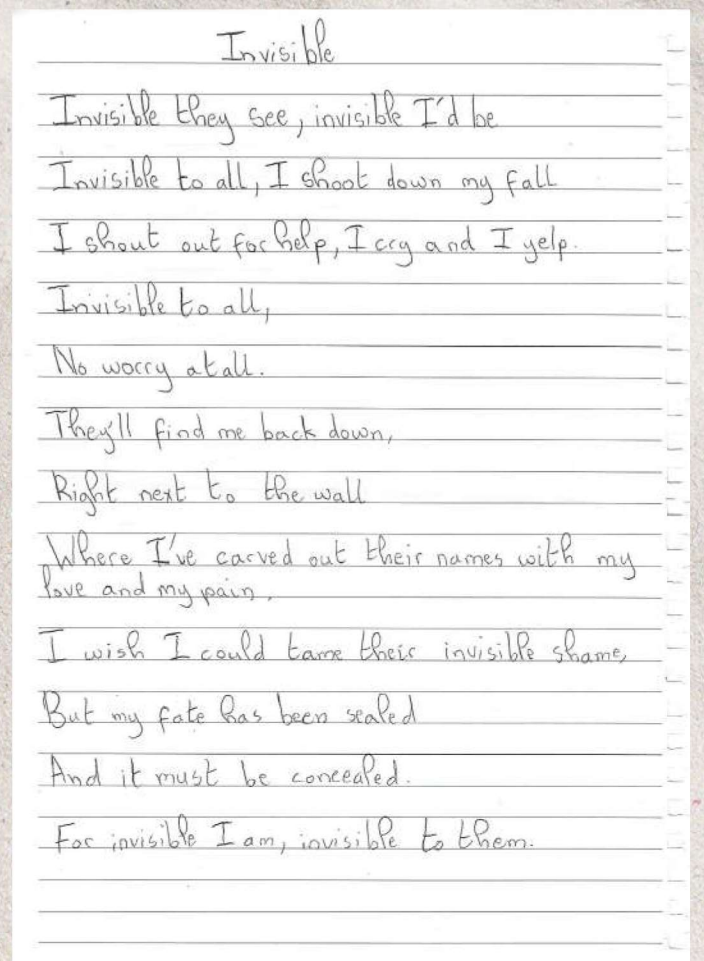 Invisible
Invisible they see, invisible I'd be
Invisible to all, I shoot down my fall
I shout out for help, I cry and I yelp.
Invisible to all,
No worry at all.
They'll find me back down,
Right next to the wall
Where I've carved out their names with my
love and my pain.
I wish I could tame their invisible shame,
But my fate has been sealed
And it must be concealed.
For invisible I am, invisible to them.